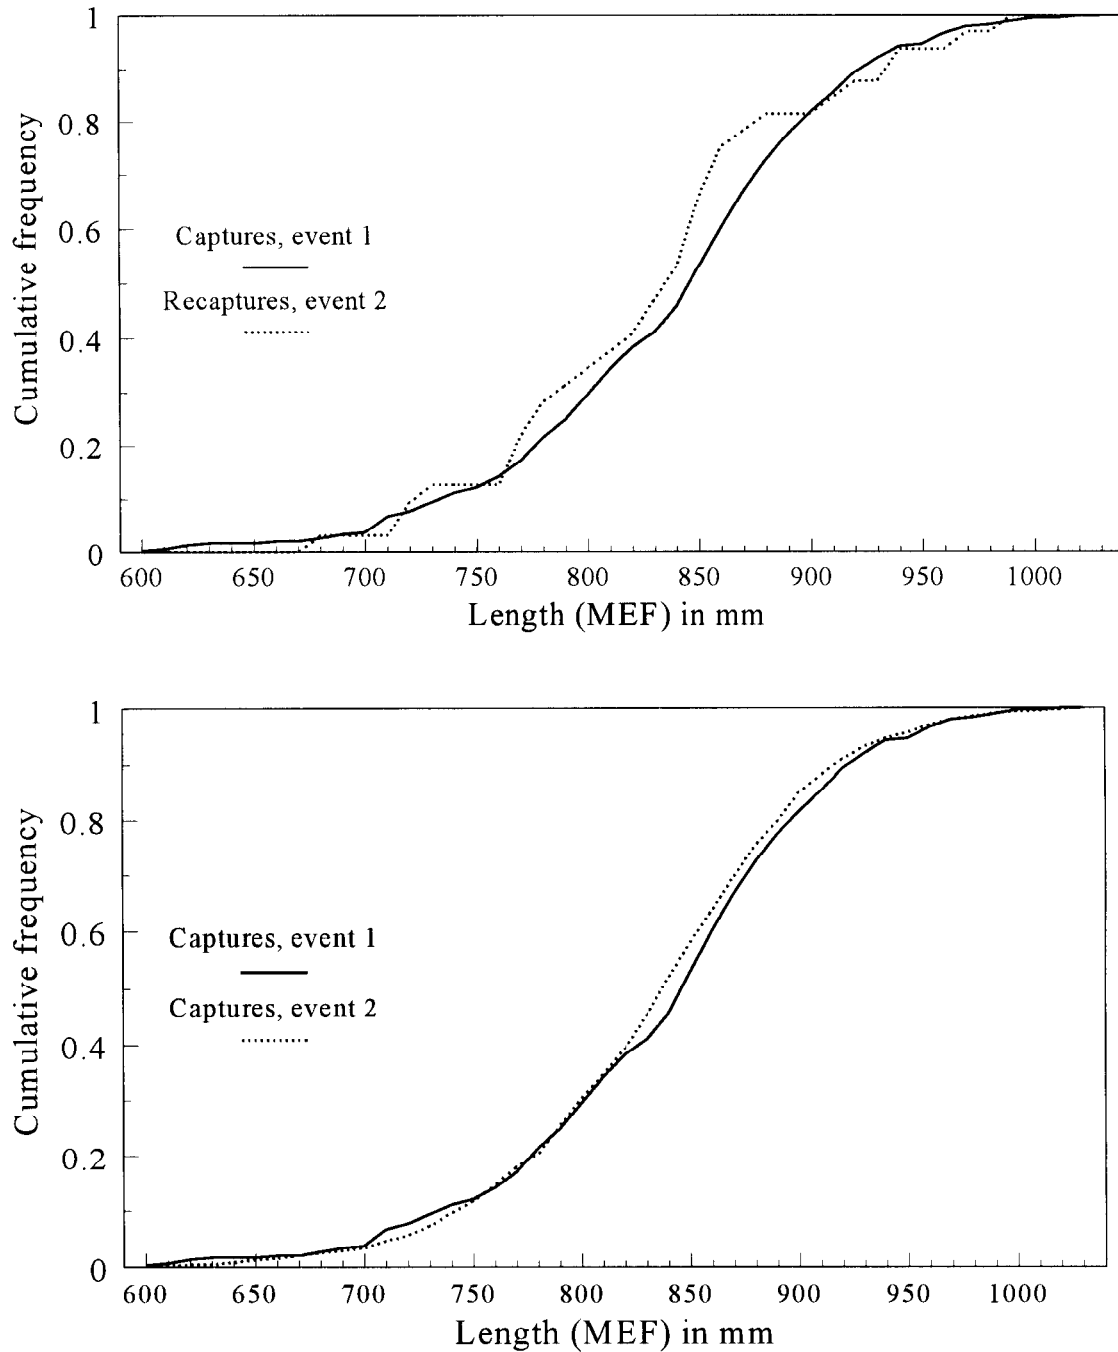 1
0.8
0.6
0.4
0.2
0
Cumulative frequency
Captures, event 1
Recaptures, event 2
600 650 700 750 800 850 900 950 1000
Length (MEF) in mm
1
0.8
0.6
0.4
0.2
0
Cumulative frequency
Captures, event 1
Captures, event 2
600 650 700 750 800 850 900 950 1000
Length (MEF) in mm